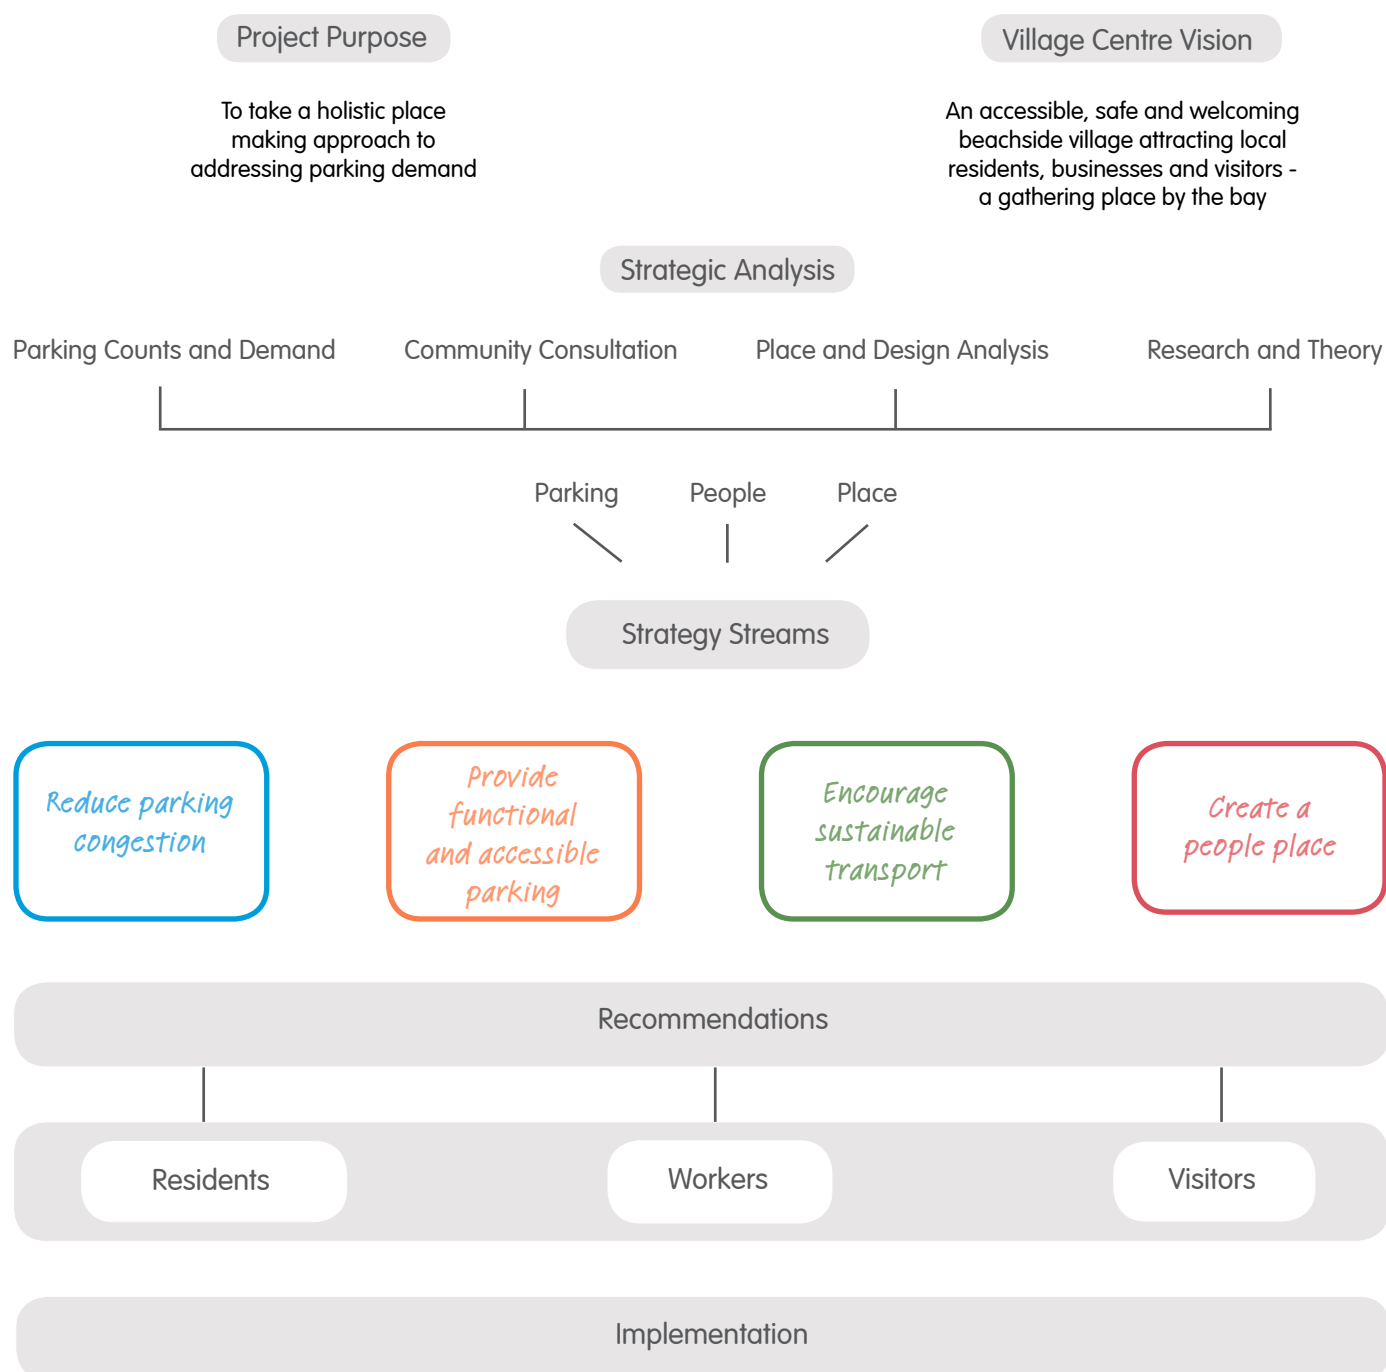 Project Purpose
To take a holistic place
making approach to
addressing parking demand
Village Centre Vision
An accessible, safe and welcoming
beachside village attracting local
residents, businesses and visitors -
a gathering place by the bay
Strategic Analysis
Parking Counts and Demand
Community Consultation
Place and Design Analysis
Research and Theory
Parking
People
Place
Strategy Streams
Reduce parking
congestion
Provide
functional
and accessible
parking
Encourage
sustainable
transport
Create a
people place
Recommendations
Residents
Workers
Visitors
Implementation